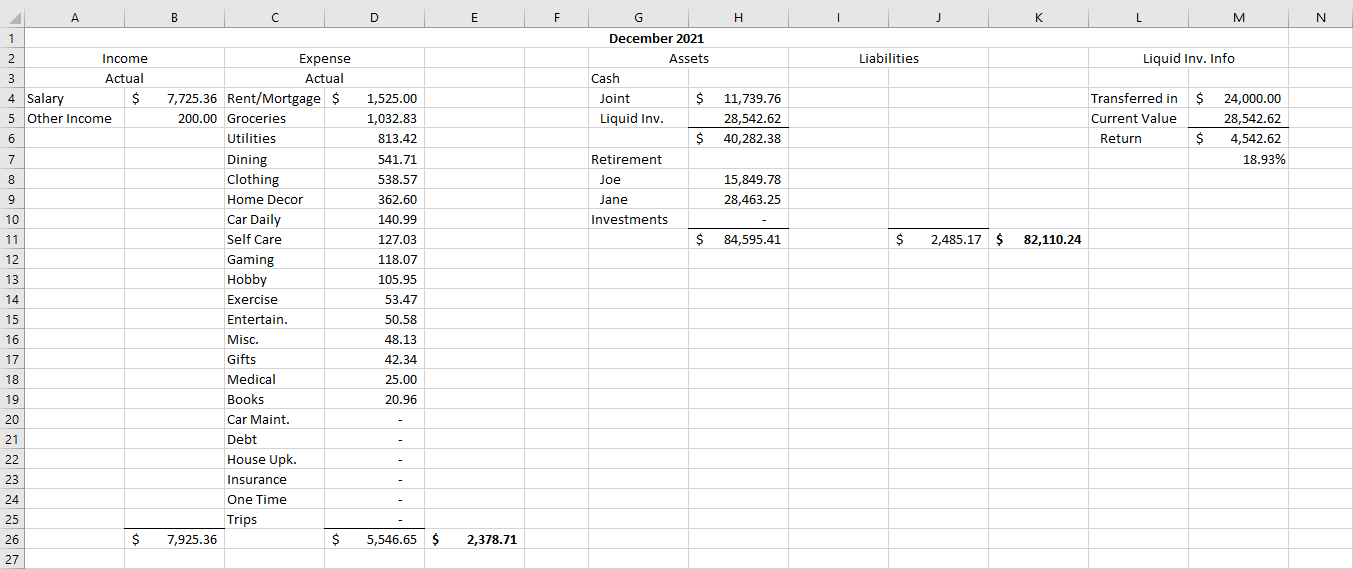 A B C D E F G H I J K L M N
1 December 2021
2 Income Expense Assets Liabilities Liquid Inv. Info
3 Actual Actual Cash
4 Salary $ 7,725.36 Rent/Mortgage $ 1,525.00 Joint $ 11,739.76 Transferred in $ 24,000.00
5 Other Income 200.00 Groceries 1,032.83 Liquid Inv. 28,542.62 Current Value 28,542.62
6 Utilities 813.42 $ 40,282.38 Return $ 4,542.62
7 Dining 541.71 Retirement 18.93%
8 Clothing 538.57 Joe 15,849.78
9 Home Decor 362.60 Jane 28,463.25
10 Car Daily 140.99 Investments -
11 Self Care 127.03 $ 84,595.41 $ 2,485.17 $ 82,110.24
12 Gaming 118.07
13 Hobby 105.95
14 Exercise 53.47
15 Entertain. 50.58
16 Misc. 48.13
17 Gifts 42.34
18 Medical 25.00
19 Books 20.96
20 Car Maint. -
21 Debt -
22 House Upk. -
23 Insurance -
24 One Time -
25 Trips -
26 $ 7,925.36 $ 5,546.65 $ 2,378.71
27